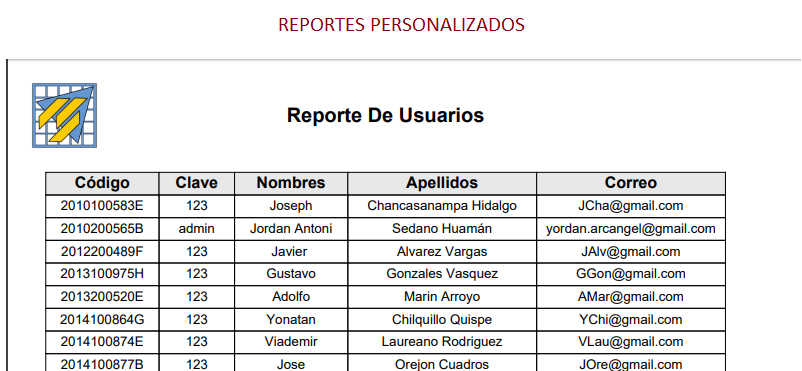 REPORTES PERSONALIZADOS
Reporte De Usuarios
Código Clave Nombres Apellidos Correo
2010100583E 123 Joseph Chancasanampa Hidalgo JCha@gmail.com
2010200565B admin Jordan Antoni Sedano Huamán yordan.arcangel@gmail.com
2012200489F 123 Javier Alvarez Vargas JAlv@gmail.com
2013100975H 123 Gustavo Gonzales Vasquez GGon@gmail.com
2013200520E 123 Adolfo Marin Arroyo AMar@gmail.com
2014100864G 123 Yonatan Chilquillo Quispe YChi@gmail.com
2014100874E 123 Viademir Laureano Rodriguez VLau@gmail.com
2014100877B 123 Jose Orejon Cuadros JOre@gmail.com